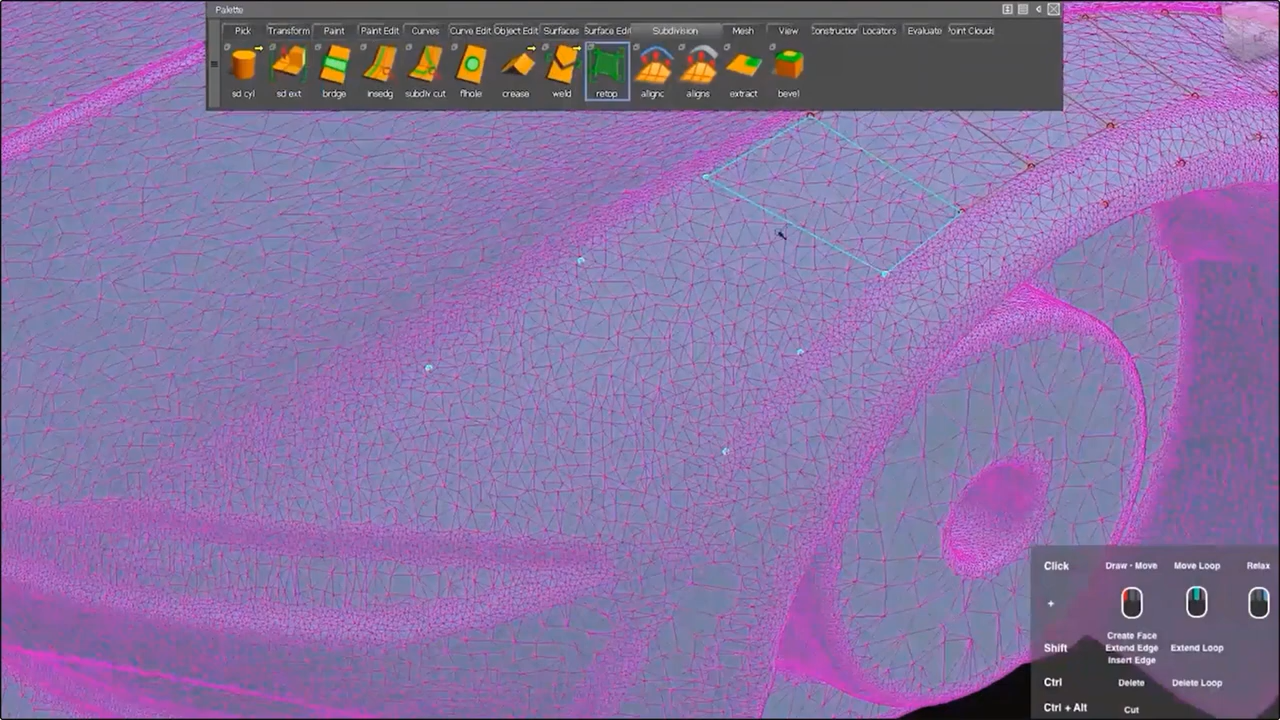 Palette
Pick Transform Paint Paint Edit Curves Curve Edit Object Edit Surfaces Surface Edi Subdivision Mesh View Constructior Locators Evaluate Point Clouds
sd cyl sd ext brdge insedg subdiv cut flhole crease weld retop alignc aligns extract bevel
Click Draw - Move Move Loop Relax
+
Create Face
Shift Extend Edge Extend Loop
Insert Edge
Ctrl Delete Delete Loop
Ctrl + Alt Cut